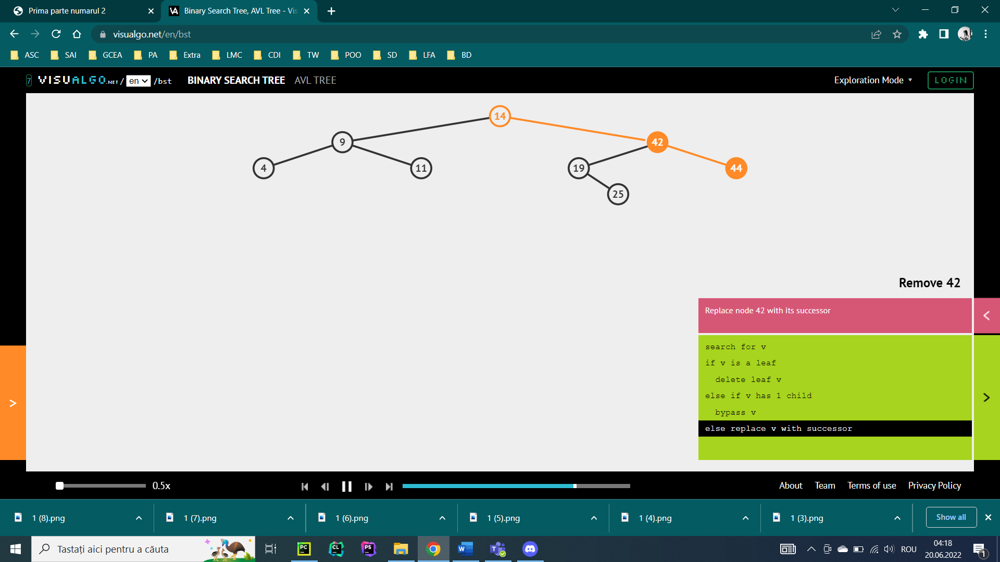 Prima parte numarul 2
Binary Search Tree, AVL Tree - Vis
visualgo.net/en/bst
ASC SAI GCEA PA Extra LMC CDI TW POO SD LFA BD
7 VISUALGO.NET / en /bst BINARY SEARCH TREE AVL TREE Exploration Mode LOGIN
14
9 42
4 11 19 44
25
Remove 42
Replace node 42 with its successor
search for v
if v is a leaf
delete leaf v
else if v has 1 child
bypass v
else replace v with successor
0.5x
About Team Terms of use Privacy Policy
1 (8).png 1 (7).png 1 (6).png 1 (5).png 1 (4).png 1 (3).png Show all
Tastați aici pentru a căuta
PC CL PS W T
ROU
04:18
20.06.2022
1